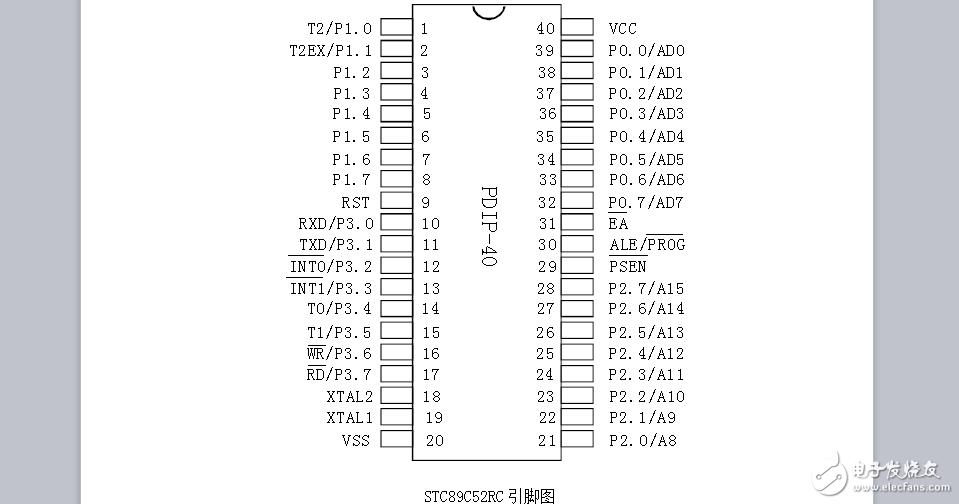 T2/P1.0 1 40 VCC
T2EX/P1.1 2 39 P0.0/AD0
P1.2 3 38 P0.1/AD1
P1.3 4 37 P0.2/AD2
P1.4 5 36 P0.3/AD3
P1.5 6 35 P0.4/AD4
P1.6 7 34 P0.5/AD5
P1.7 8 33 P0.6/AD6
RST 9 32 P0.7/AD7
RXD/P3.0 10 31 EA
TXD/P3.1 11 30 ALE/PROG
INT0/P3.2 12 29 PSEN
INT1/P3.3 13 28 P2.7/A15
T0/P3.4 14 27 P2.6/A14
T1/P3.5 15 26 P2.5/A13
WR/P3.6 16 25 P2.4/A12
RD/P3.7 17 24 P2.3/A11
XTAL2 18 23 P2.2/A10
XTAL1 19 22 P2.1/A9
VSS 20 21 P2.0/A8
PDIP-40
STC89C52RC 引脚图
电子发烧友
www.elecfans.com